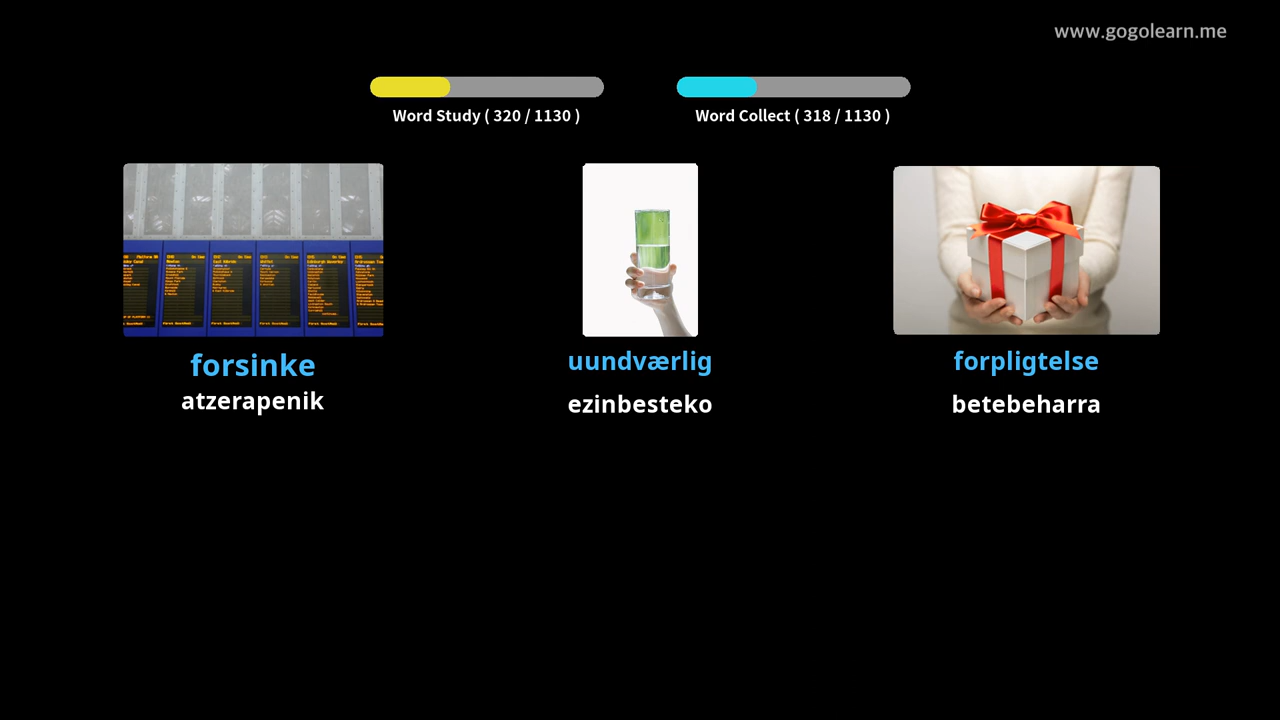 www.gogolearn.me
Word Study ( 320 / 1130 )
Word Collect ( 318 / 1130 )
forsinke
uundværlig
forpligtelse
atzerapenik
ezinbesteko
betebeharra